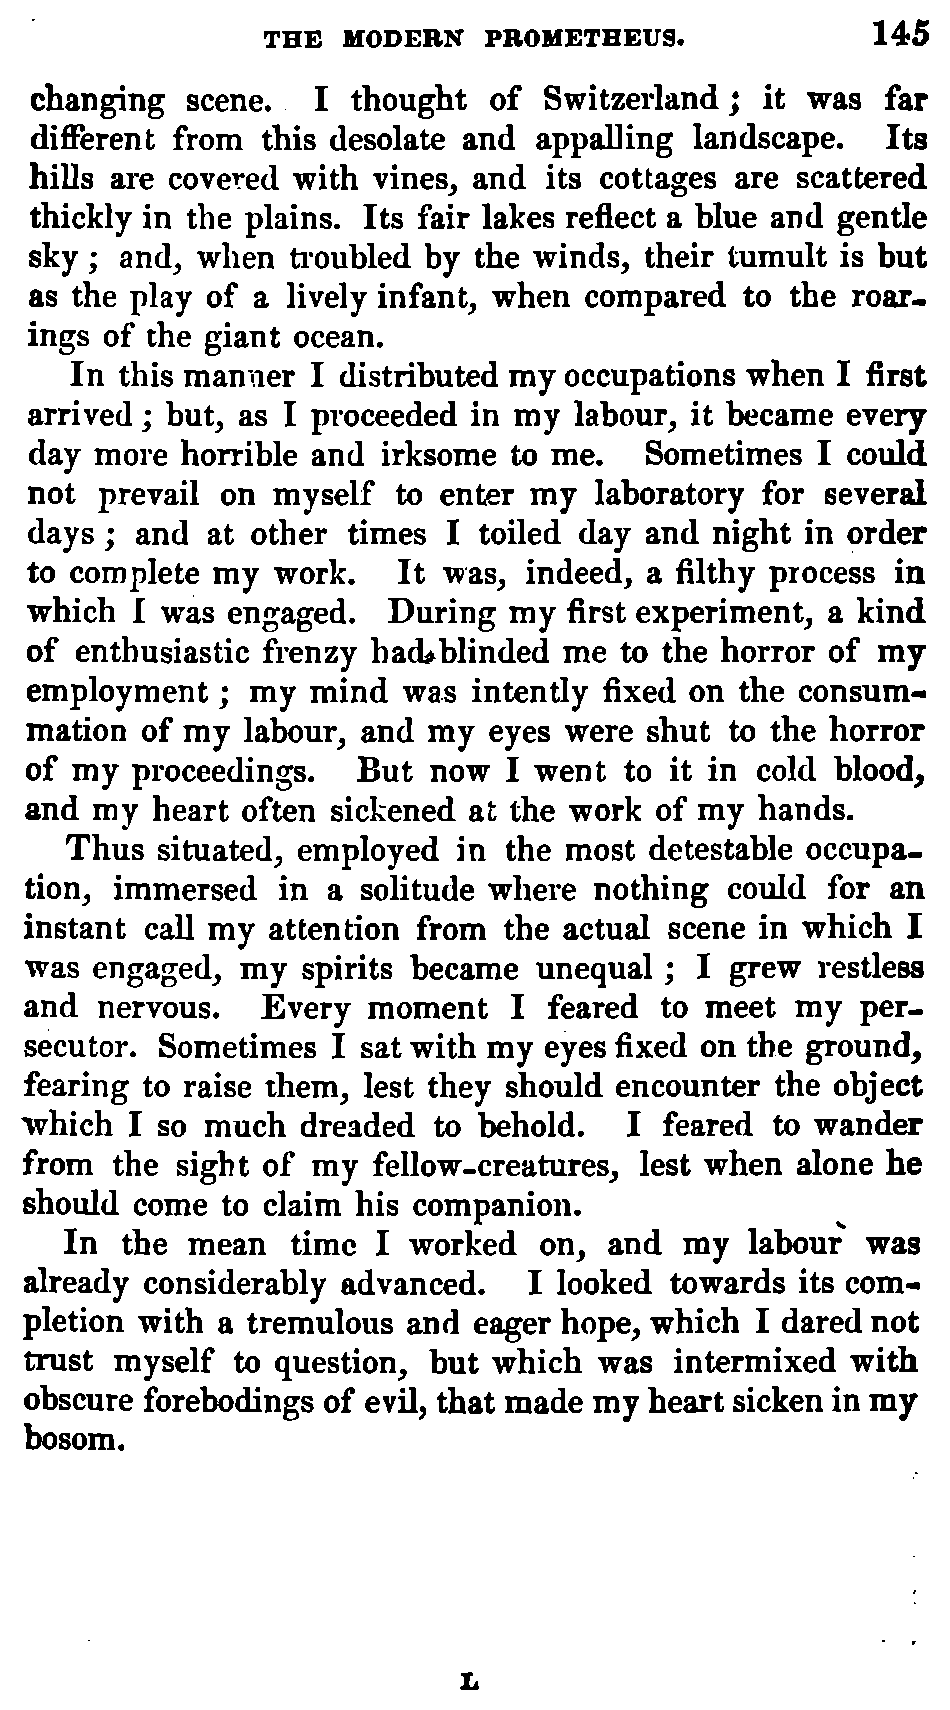 THE MODERN PROMETHEUS. 145
changing scene. I thought of Switzerland; it was far
different from this desolate and appalling landscape. Its
hills are covered with vines, and its cottages are scattered
thickly in the plains. Its fair lakes reflect a blue and gentle
sky; and, when troubled by the winds, their tumult is but
as the play of a lively infant, when compared to the roar-
ings of the giant ocean.
In this manner I distributed my occupations when I first
arrived; but, as I proceeded in my labour, it became every
day more horrible and irksome to me. Sometimes I could
not prevail on myself to enter my laboratory for several
days; and at other times I toiled day and night in order
to complete my work. It was, indeed, a filthy process in
which I was engaged. During my first experiment, a kind
of enthusiastic frenzy had blinded me to the horror of my
employment; my mind was intently fixed on the consum-
mation of my labour, and my eyes were shut to the horror
of my proceedings. But now I went to it in cold blood,
and my heart often sickened at the work of my hands.
Thus situated, employed in the most detestable occupa-
tion, immersed in a solitude where nothing could for an
instant call my attention from the actual scene in which I
was engaged, my spirits became unequal; I grew restless
and nervous. Every moment I feared to meet my per-
secutor. Sometimes I sat with my eyes fixed on the ground,
fearing to raise them, lest they should encounter the object
which I so much dreaded to behold. I feared to wander
from the sight of my fellow-creatures, lest when alone he
should come to claim his companion.
In the mean time I worked on, and my labour was
already considerably advanced. I looked towards its com-
pletion with a tremulous and eager hope, which I dared not
trust myself to question, but which was intermixed with
obscure forebodings of evil, that made my heart sicken in my
bosom.
L